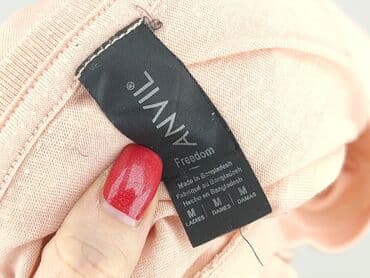 ANVIL®
Freedom
Made in Bangladesh
Fabriqué au Bangladesh
Hecho en Bangladesh
M M M
LADIES DAMES DAMAS